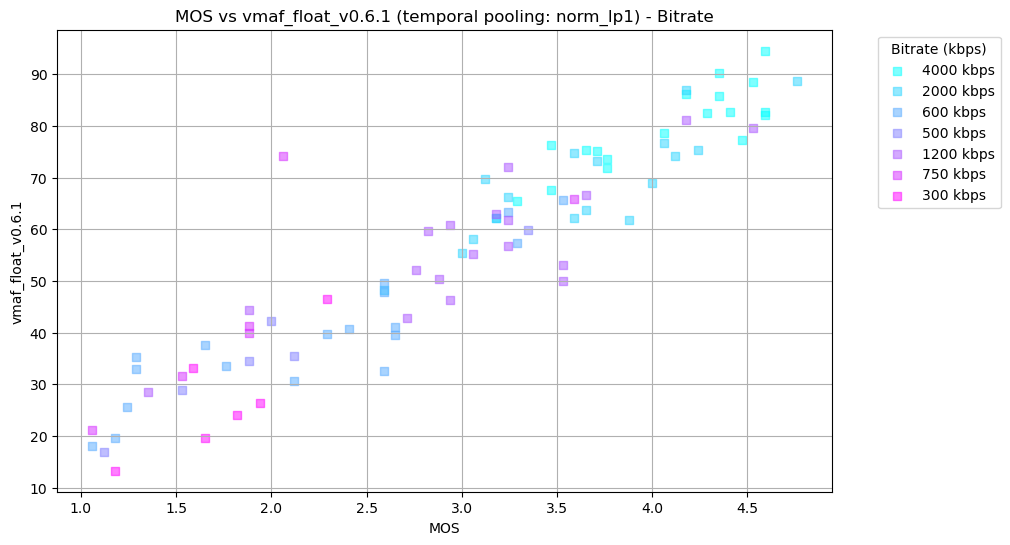 MOS vs vmaf_float_v0.6.1 (temporal pooling: norm_lp1) - Bitrate
Bitrate (kbps)
4000 kbps
2000 kbps
600 kbps
500 kbps
1200 kbps
750 kbps
300 kbps
vmaf_float_v0.6.1
90
80
70
60
50
40
30
20
10
1.0 1.5 2.0 2.5 3.0 3.5 4.0 4.5
MOS